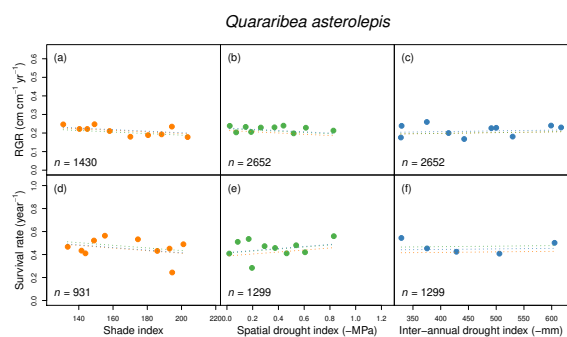 Quararibea asterolepis
(a)
(b)
(c)
RGR (cm cm⁻¹ yr⁻¹)
0.0 0.1 0.2 0.3 0.4 0.5 0.6
n = 1430
n = 2652
n = 2652
(d)
(e)
(f)
Survival rate (year⁻¹)
0.0 0.2 0.4 0.6 0.8 1.0
n = 931
n = 1299
n = 1299
140 160 180 200 220
0.0 0.2 0.4 0.6 0.8 1.0 1.2
350 400 450 500 550 600
Shade index
Spatial drought index (−MPa)
Inter−annual drought index (−mm)